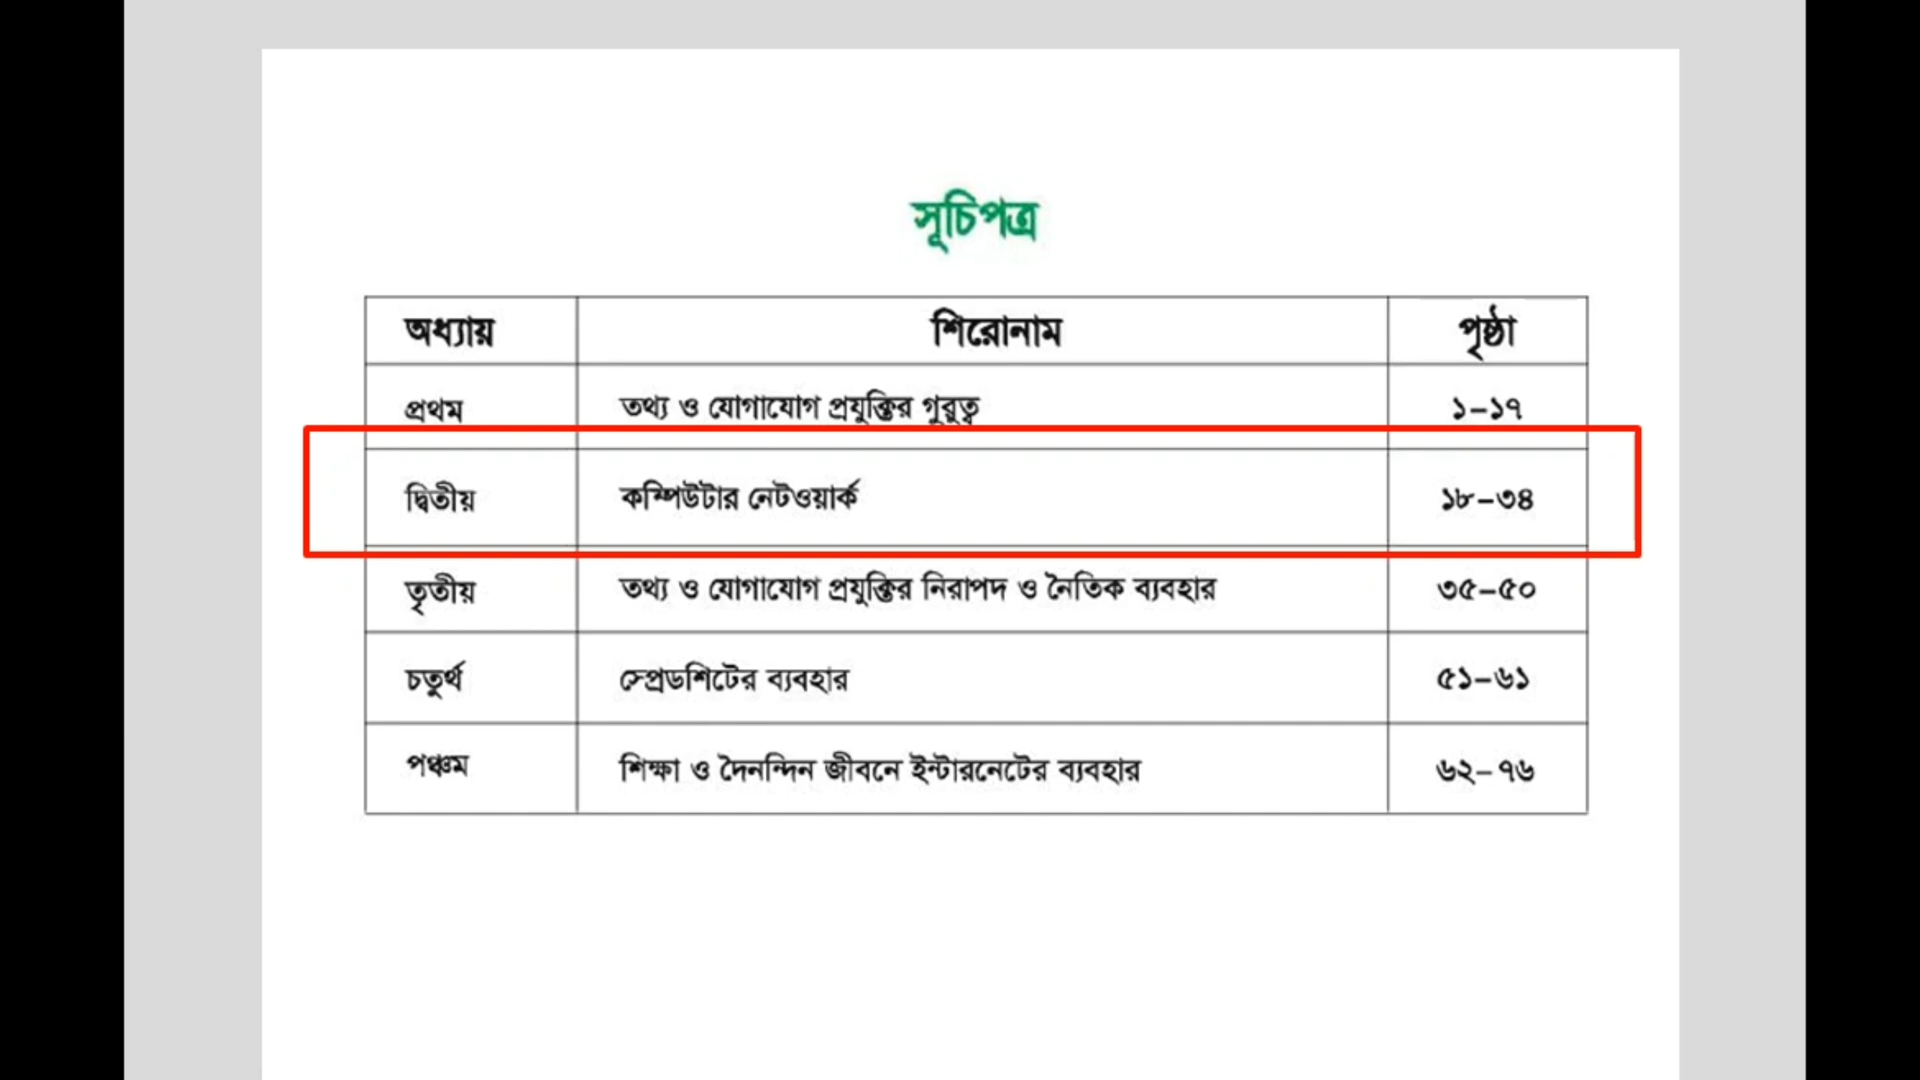 সূচিপত্র
অধ্যায় শিরোনাম পৃষ্ঠা
প্রথম তথ্য ও যোগাযোগ প্রযুক্তির গুরুত্ব ১–১৭
দ্বিতীয় কম্পিউটার নেটওয়ার্ক ১৮–৩৪
তৃতীয় তথ্য ও যোগাযোগ প্রযুক্তির নিরাপদ ও নৈতিক ব্যবহার ৩৫–৫০
চতুর্থ স্প্রেডশিটের ব্যবহার ৫১–৬১
পঞ্চম শিক্ষা ও দৈনন্দিন জীবনে ইন্টারনেটের ব্যবহার ৬২–৭৬